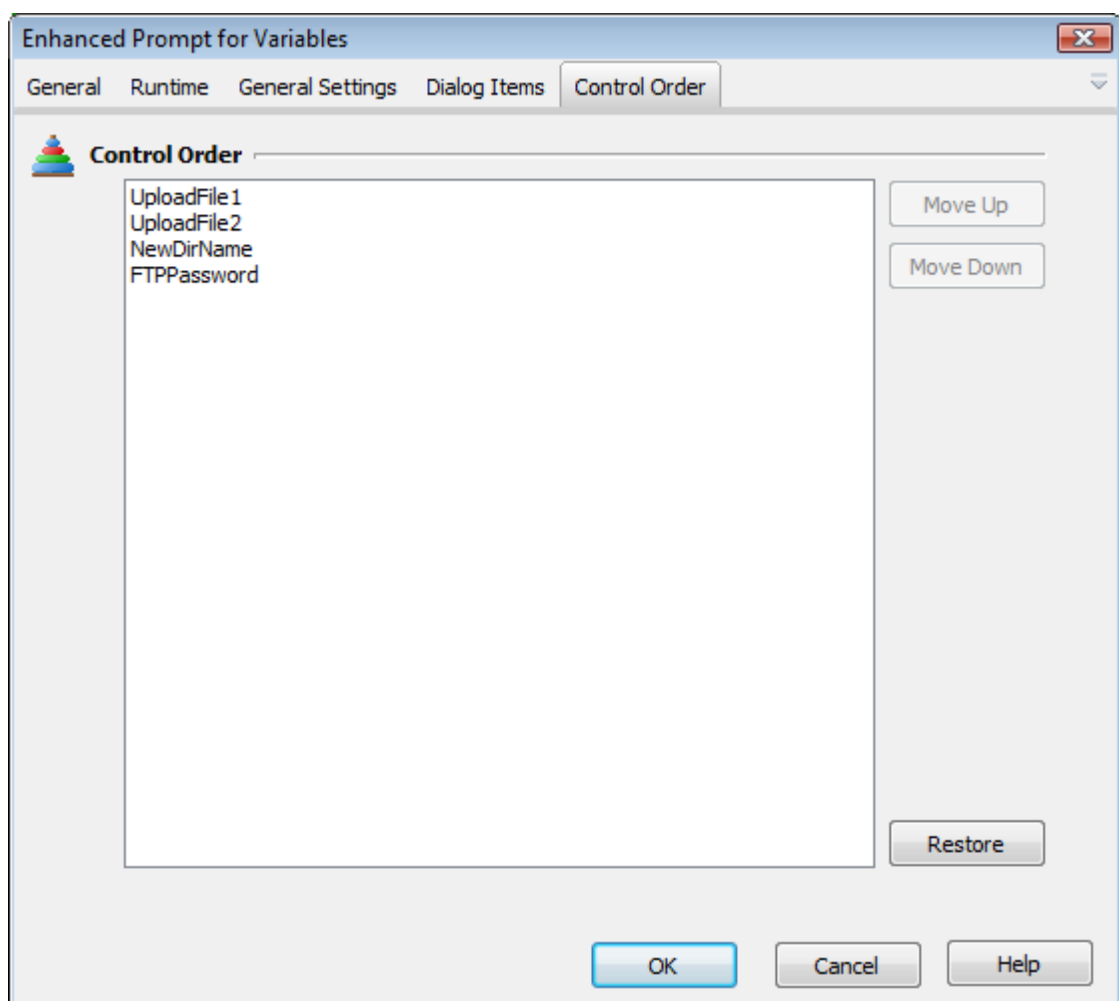 Enhanced Prompt for Variables
General Runtime General Settings Dialog Items Control Order
Control Order
UploadFile1
UploadFile2
NewDirName
FTPPassword
Move Up
Move Down
Restore
OK Cancel Help